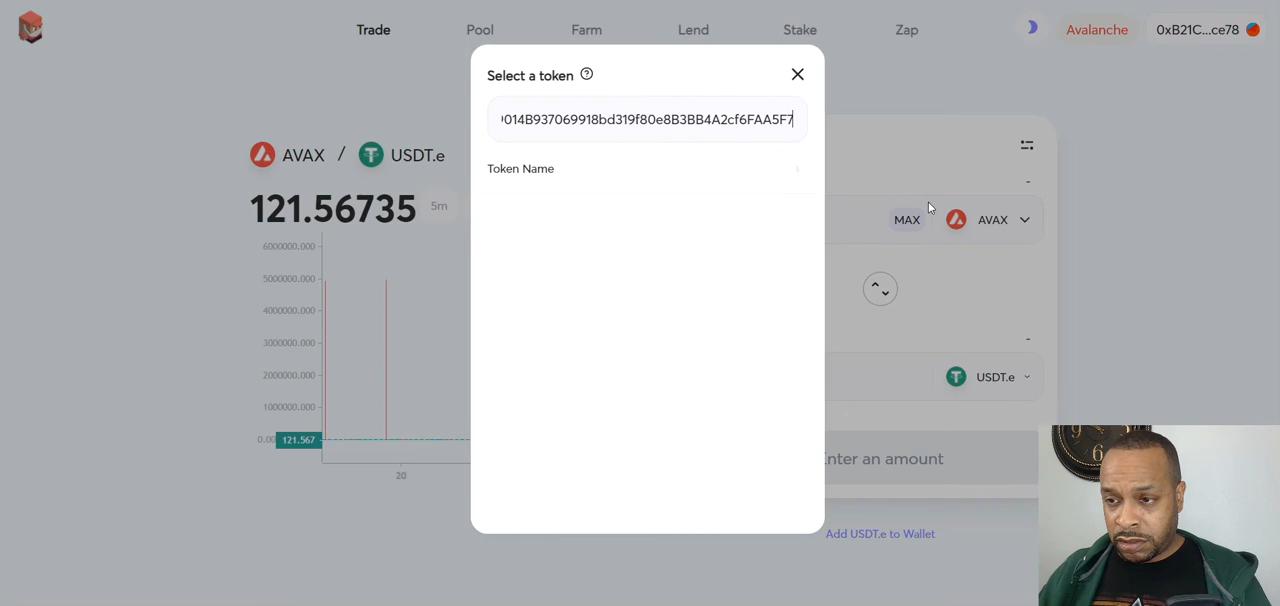 Trade Pool Farm Lend Stake Zap Avalanche 0xB21C...ce78
Select a token
014B937069918bd319f80e8B3BB4A2cf6FAA5F7
Token Name
AVAX / USDT.e
121.56735 5m
6000000.000
5000000.000
4000000.000
3000000.000
2000000.000
1000000.000
0.00 121.567
20
-
MAX AVAX
-
USDT.e
Enter an amount
Add USDT.e to Wallet